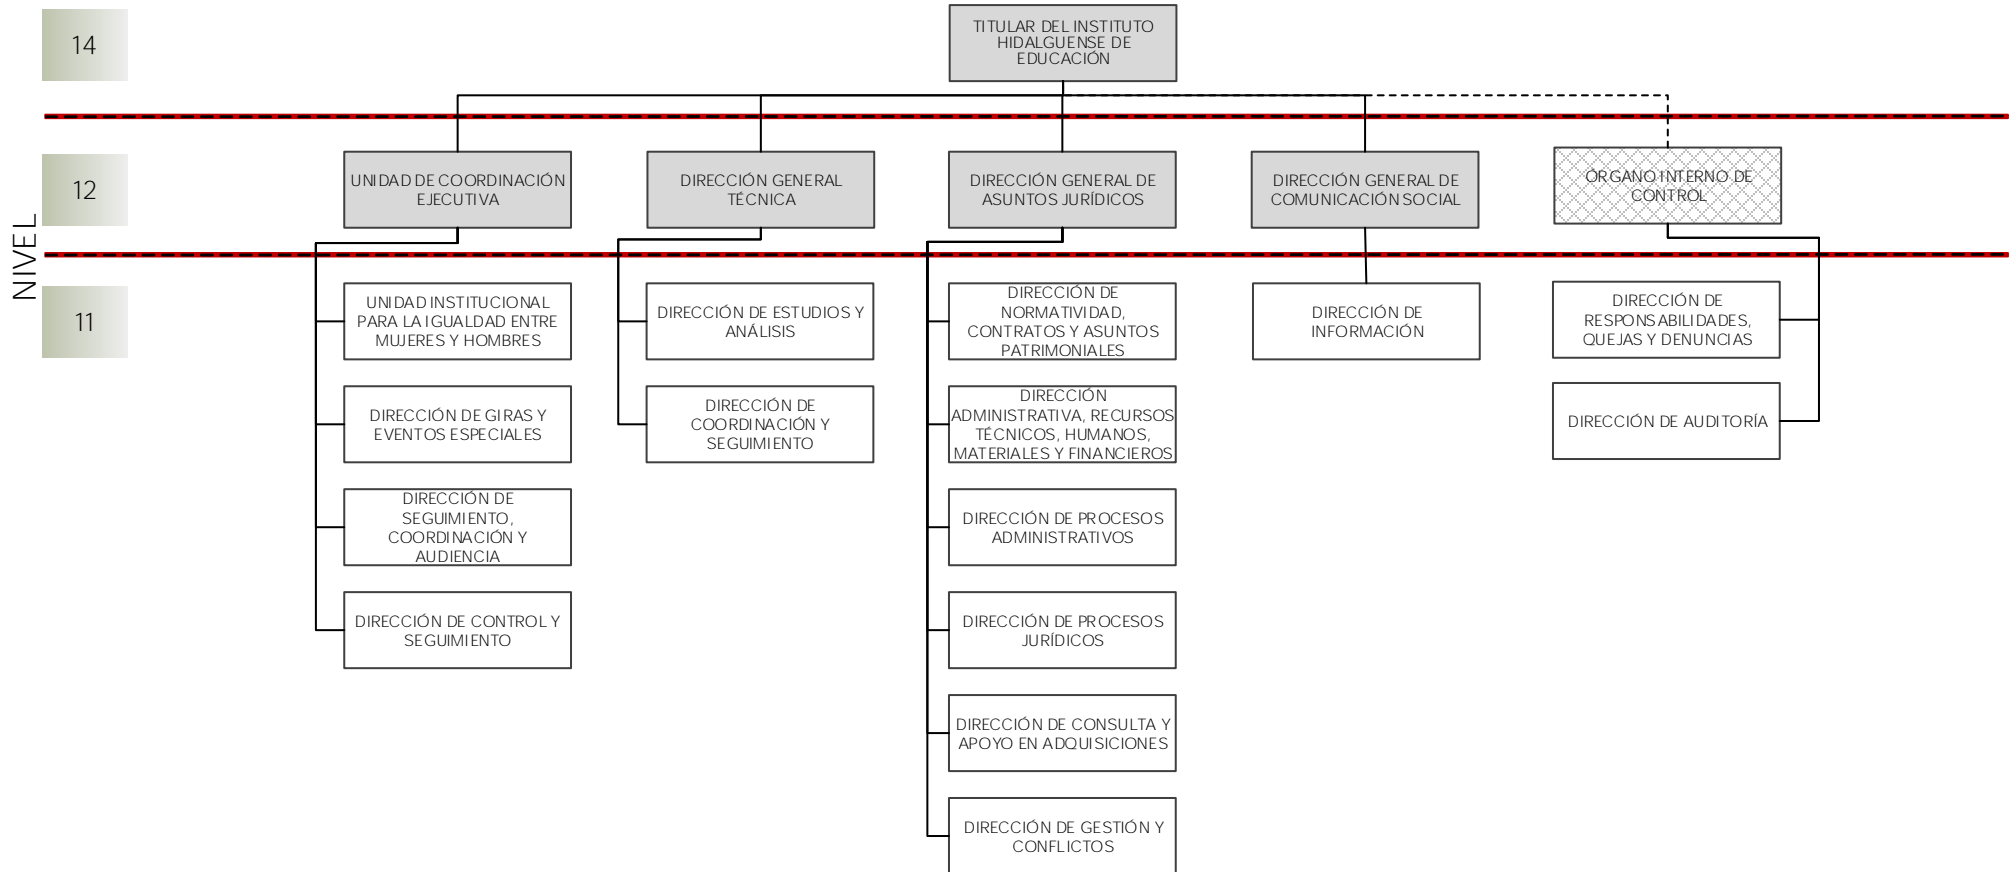 14
TITULAR DEL INSTITUTO
HIDALGUENSE DE
EDUCACIÓN
NIVEL
12
UNIDAD DE COORDINACIÓN
EJECUTIVA
DIRECCIÓN GENERAL
TÉCNICA
DIRECCIÓN GENERAL DE
ASUNTOS JURÍDICOS
DIRECCIÓN GENERAL DE
COMUNICACIÓN SOCIAL
ÓRGANO INTERNO DE
CONTROL
11
UNIDAD INSTITUCIONAL
PARA LA IGUALDAD ENTRE
MUJERES Y HOMBRES
DIRECCIÓN DE ESTUDIOS Y
ANÁLISIS
DIRECCIÓN DE
NORMATIVIDAD,
CONTRATOS Y ASUNTOS
PATRIMONIALES
DIRECCIÓN DE
INFORMACIÓN
DIRECCIÓN DE
RESPONSABILIDADES,
QUEJAS Y DENUNCIAS
DIRECCIÓN DE GIRAS Y
EVENTOS ESPECIALES
DIRECCIÓN DE
COORDINACIÓN Y
SEGUIMIENTO
DIRECCIÓN
ADMINISTRATIVA, RECURSOS
TÉCNICOS, HUMANOS,
MATERIALES Y FINANCIEROS
DIRECCIÓN DE AUDITORÍA
DIRECCIÓN DE
SEGUIMIENTO,
COORDINACIÓN Y
AUDIENCIA
DIRECCIÓN DE PROCESOS
ADMINISTRATIVOS
DIRECCIÓN DE CONTROL Y
SEGUIMIENTO
DIRECCIÓN DE PROCESOS
JURÍDICOS
DIRECCIÓN DE CONSULTA Y
APOYO EN ADQUISICIONES
DIRECCIÓN DE GESTIÓN Y
CONFLICTOS